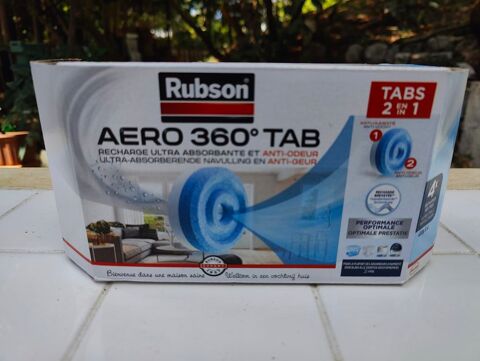 Rubson
AERO 360° TAB
RECHARGE ULTRA ABSORBANTE ET ANTI-ODEUR
ULTRA-ABSORBERENDE NAVULLING EN ANTI-GEUR
TABS
2 EN IN 1
1
2
PERFORMANCE
OPTIMALE
OPTIMALE PRESTATIE
Bienvenue dans une maison saine
Welkom in een vochtvrij huis